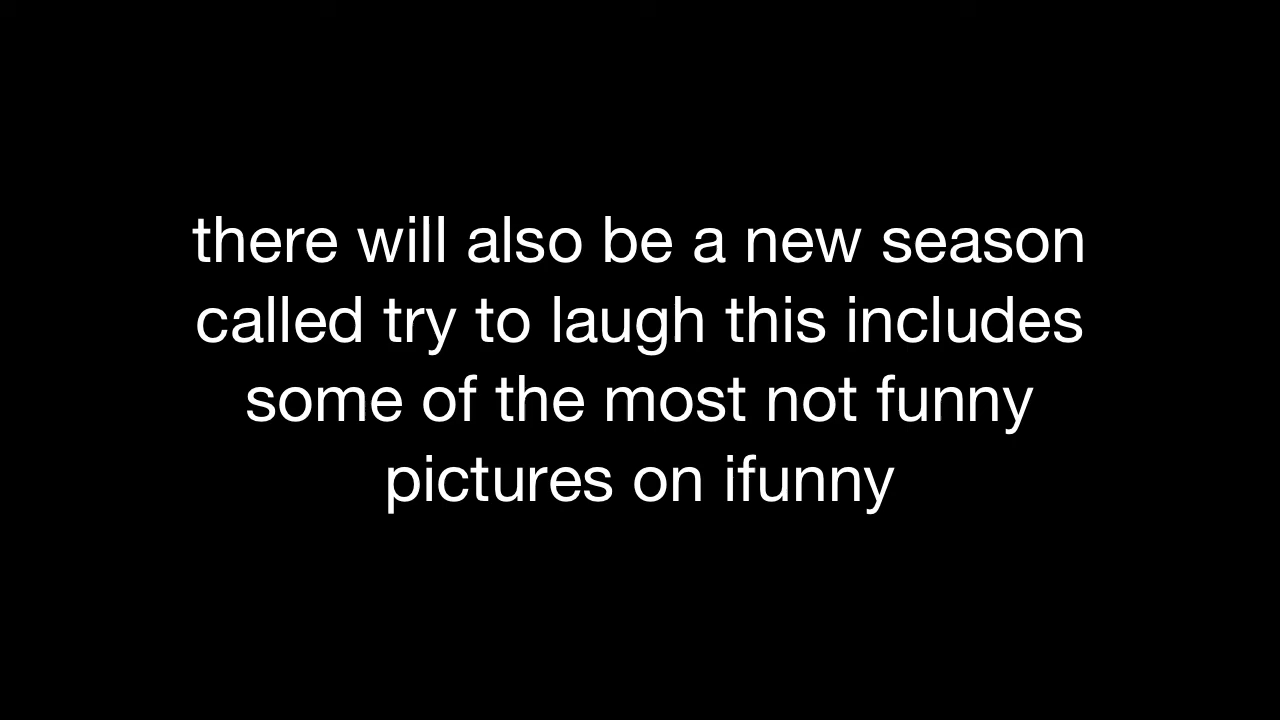 there will also be a new season
called try to laugh this includes
some of the most not funny
pictures on ifunny